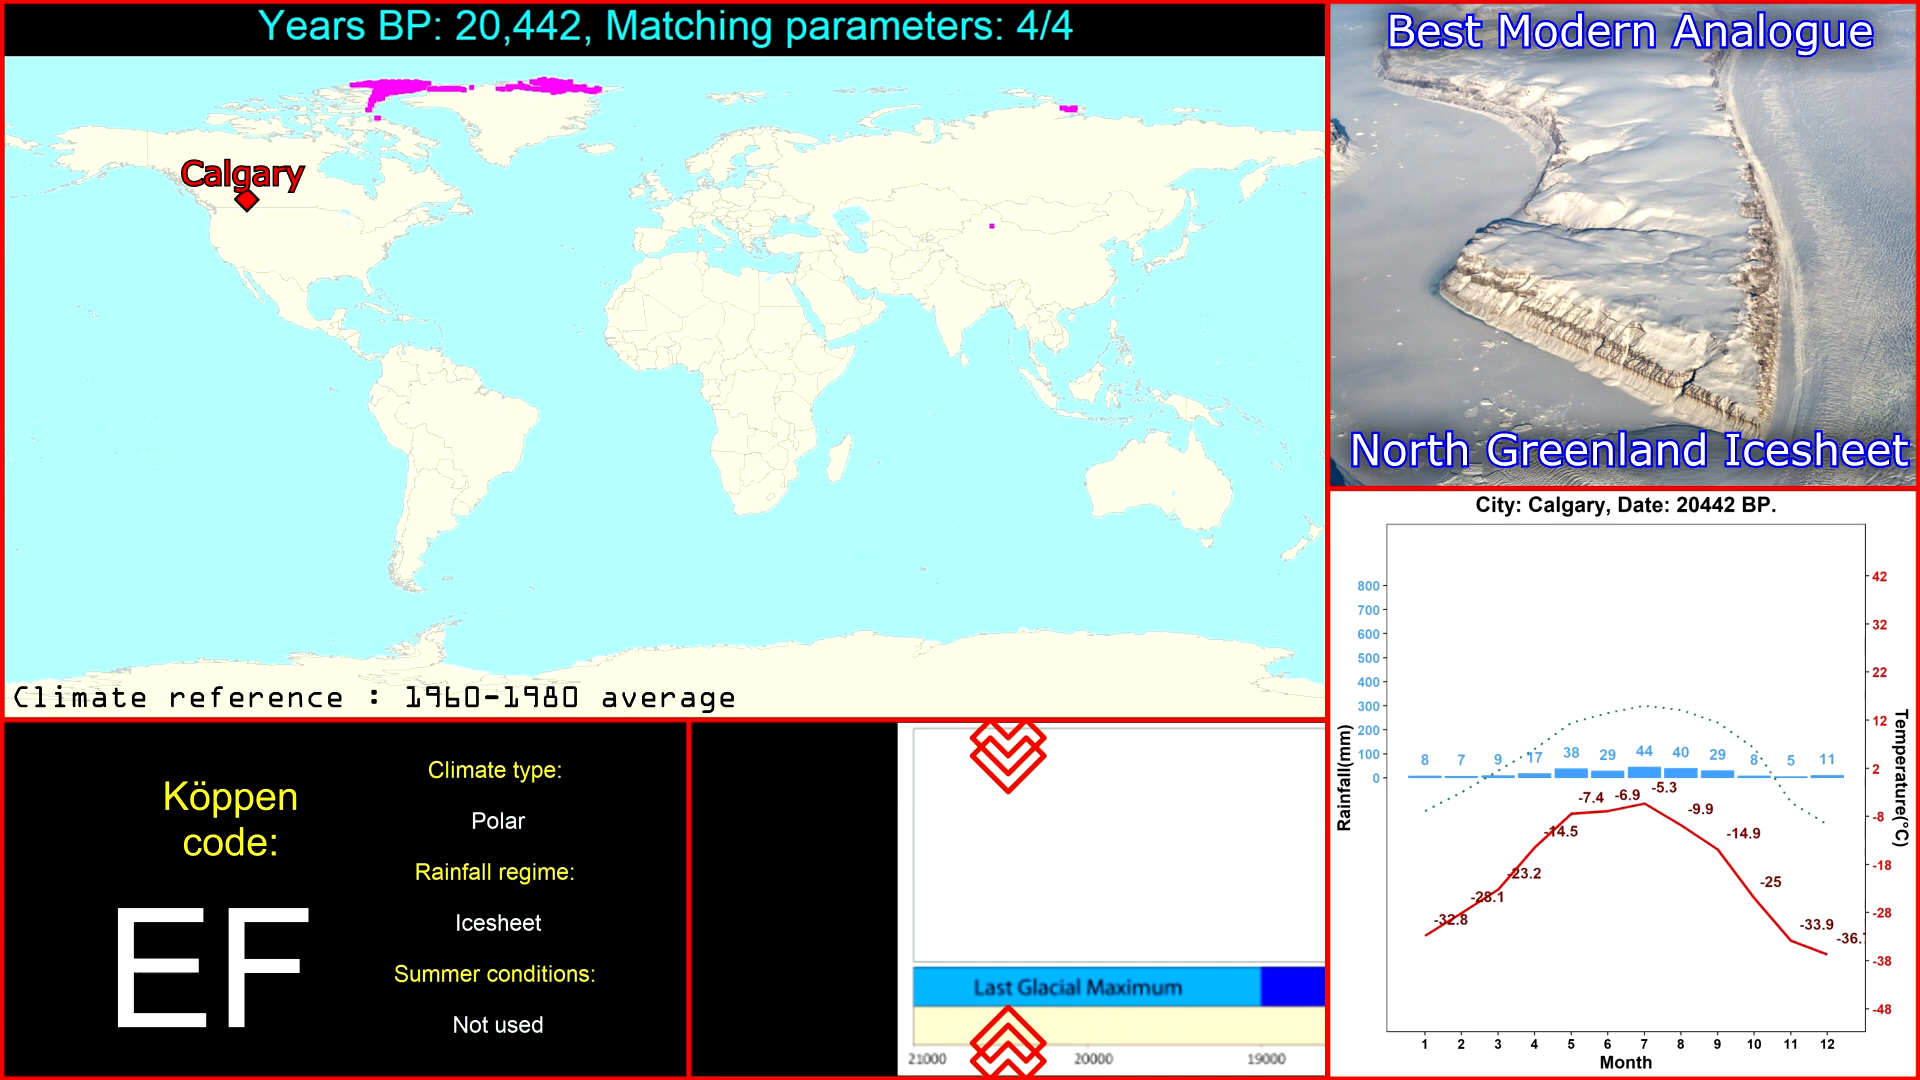 Years BP: 20,442, Matching parameters: 4/4
Calgary
Climate reference : 1960-1980 average
Best Modern Analogue
North Greenland Icesheet
Köppen
code:
EF
Climate type:
Polar
Rainfall regime:
Icesheet
Summer conditions:
Not used
Last Glacial Maximum
21000 20000 19000
City: Calgary, Date: 20442 BP.
Rainfall(mm)
800
700
600
500
400
300
200
100
0
8 7 9 17 38 29 44 40 29 8 5 11
-32.8 -28.1 -23.2 -14.5 -7.4 -6.9 -5.3 -9.9 -14.9 -25 -33.9 -36.
42
32
22
12
2
-8
-18
-28
-38
-48
Temperature(°C)
1 2 3 4 5 6 7 8 9 10 11 12
Month